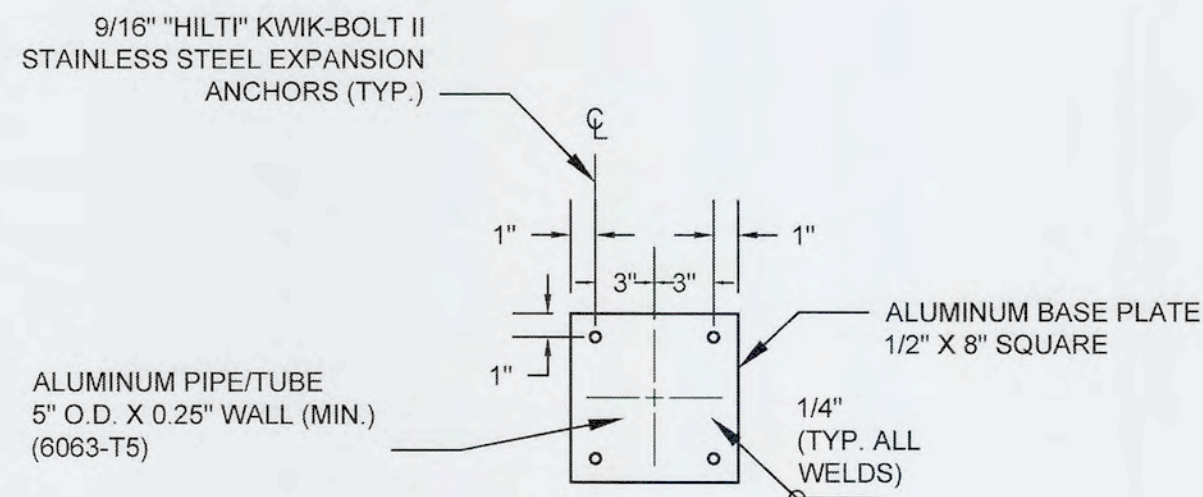 9/16" "HILTI" KWIK-BOLT II
STAINLESS STEEL EXPANSION
ANCHORS (TYP.)
℄
1"
1"
3"
3"
1"
ALUMINUM BASE PLATE
1/2" X 8" SQUARE
ALUMINUM PIPE/TUBE
5" O.D. X 0.25" WALL (MIN.)
(6063-T5)
1/4"
(TYP. ALL
WELDS)